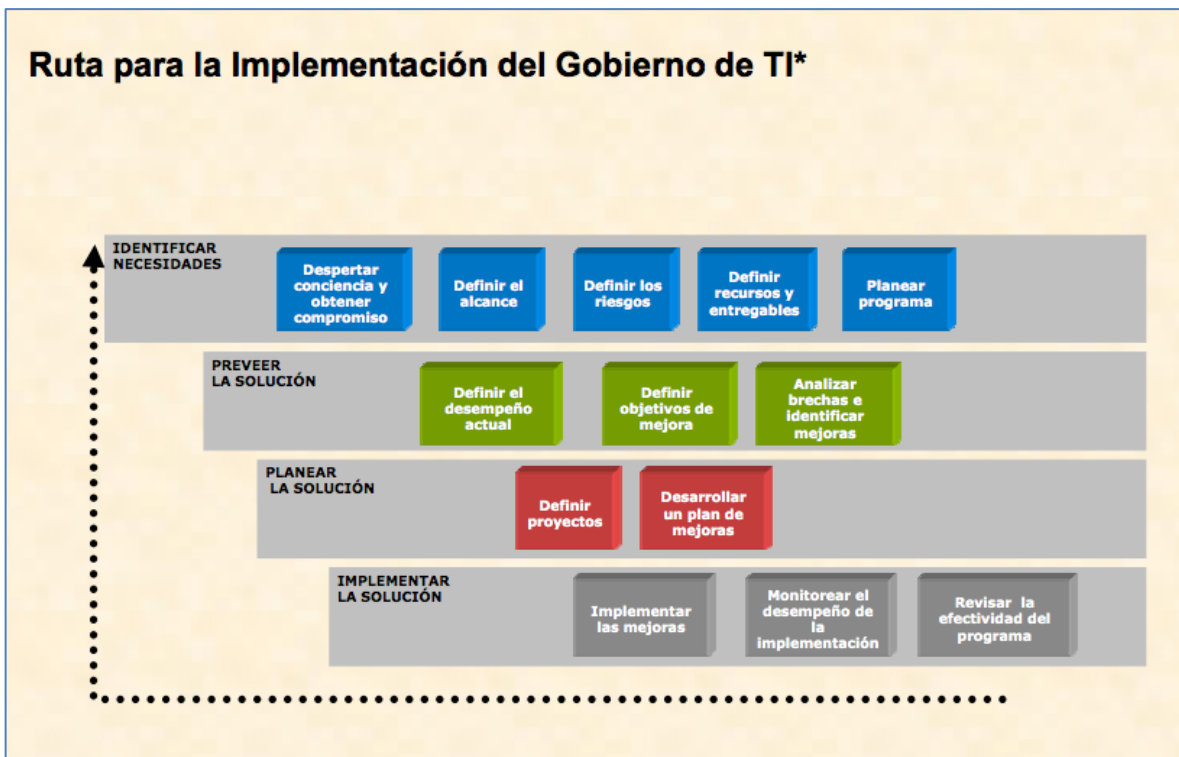 Ruta para la Implementación del Gobierno de TI*
IDENTIFICAR
NECESIDADES
Despertar
conciencia y
obtener
compromiso
Definir el
alcance
Definir los
riesgos
Definir
recursos y
entregables
Planear
programa
PREVEER
LA SOLUCIÓN
Definir el
desempeño
actual
Definir
objetivos de
mejora
Analizar
brechas e
identificar
mejoras
PLANEAR
LA SOLUCIÓN
Definir
proyectos
Desarrollar
un plan de
mejoras
IMPLEMENTAR
LA SOLUCIÓN
Implementar
las mejoras
Monitorear el
desempeño de
la
implementación
Revisar la
efectividad del
programa